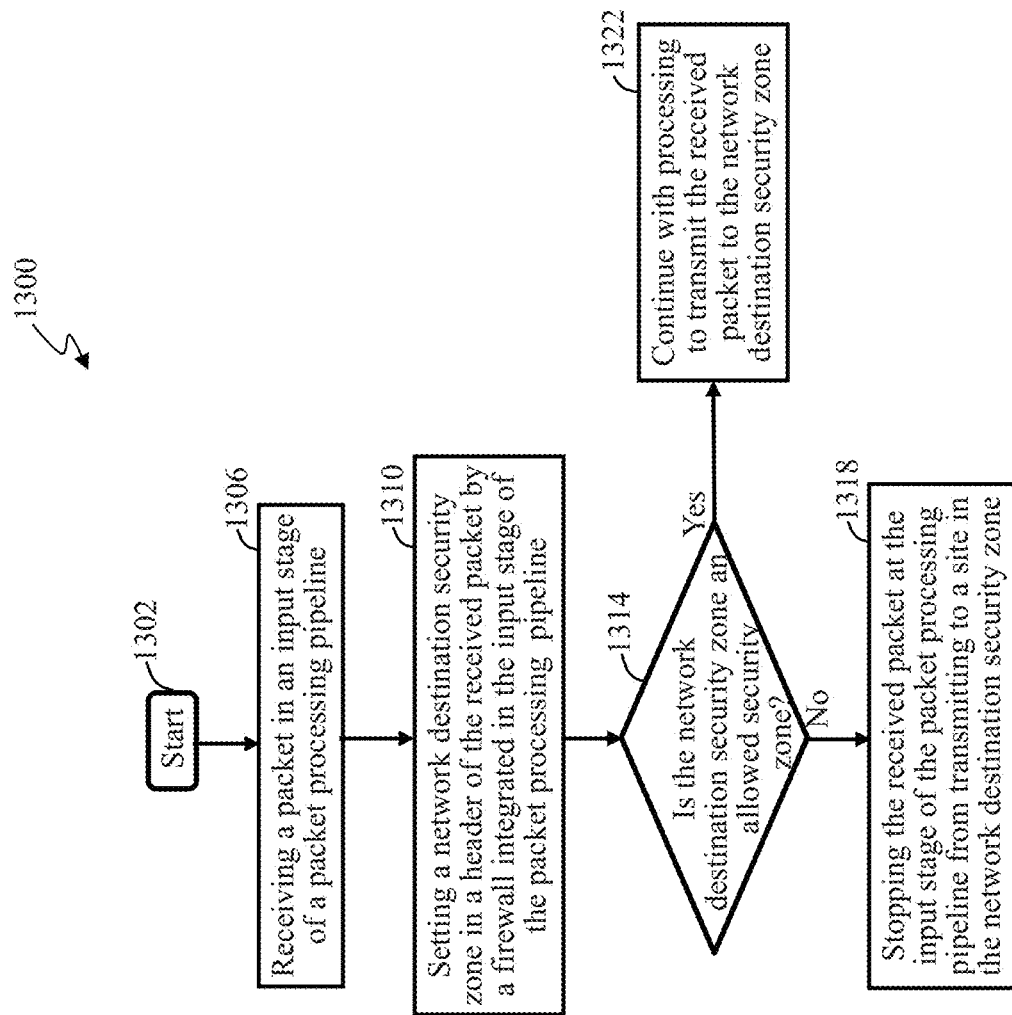 1300
1302
Start
1306
Receiving a packet in an input stage
of a packet processing pipeline
1310
Setting a network destination security
zone in a header of the received packet by
a firewall integrated in the input stage of
the packet processing pipeline
1314
Is the network
destination security zone an
allowed security
zone?
Yes
No
1322
Continue with processing
to transmit the received
packet to the network
destination security zone
1318
Stopping the received packet at the
input stage of the packet processing
pipeline from transmitting to a site in
the network destination security zone